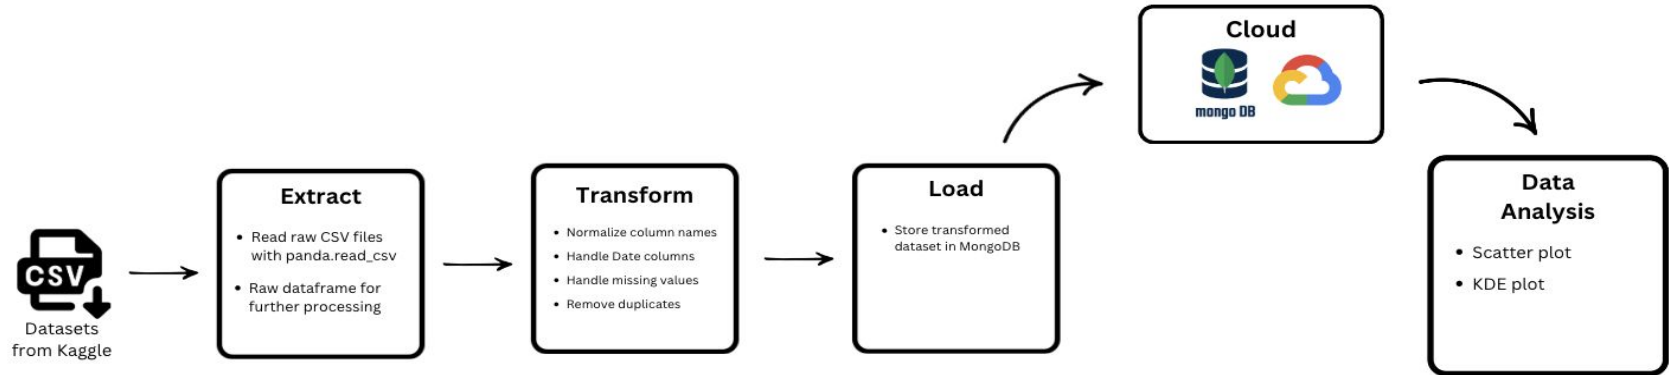 CSV
Datasets
from Kaggle
Extract
• Read raw CSV files
with panda.read_csv
• Raw dataframe for
further processing
Transform
• Normalize column names
• Handle Date columns
• Handle missing values
• Remove duplicates
Load
• Store transformed
dataset in MongoDB
Cloud
mongo DB
Data
Analysis
• Scatter plot
• KDE plot